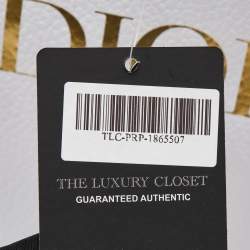 DIOR
TLC-PRP-1865507
THE LUXURY CLOSET
GUARANTEED AUTHENTIC